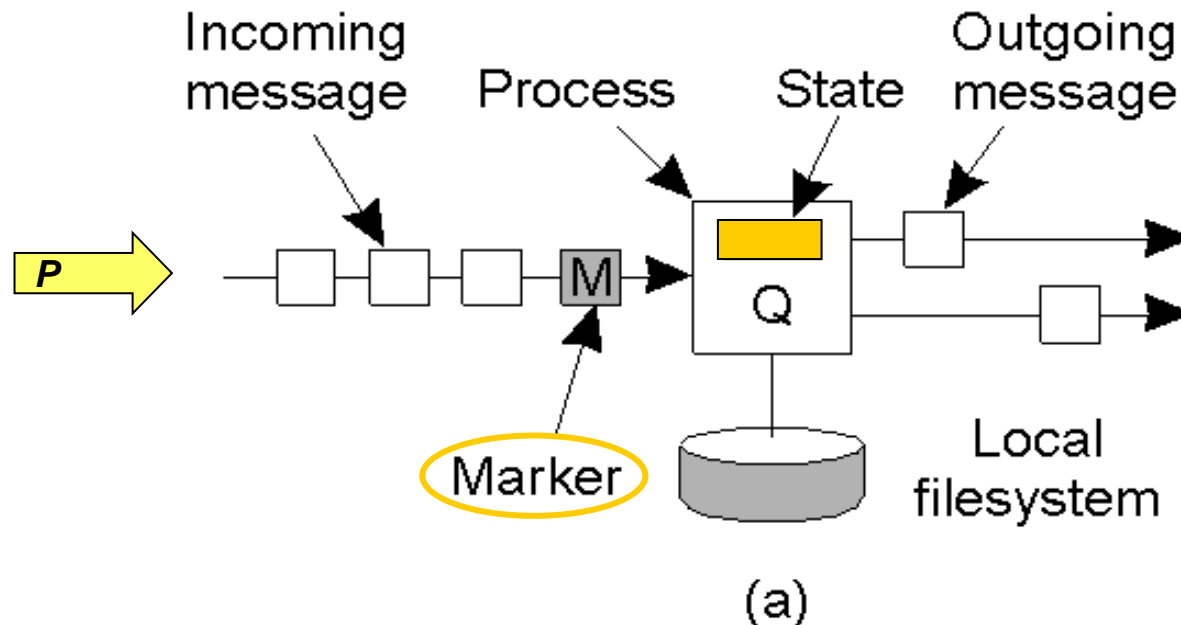 Incoming
message
Process
State
Outgoing
message
P
M
Q
Marker
Local
filesystem
(a)